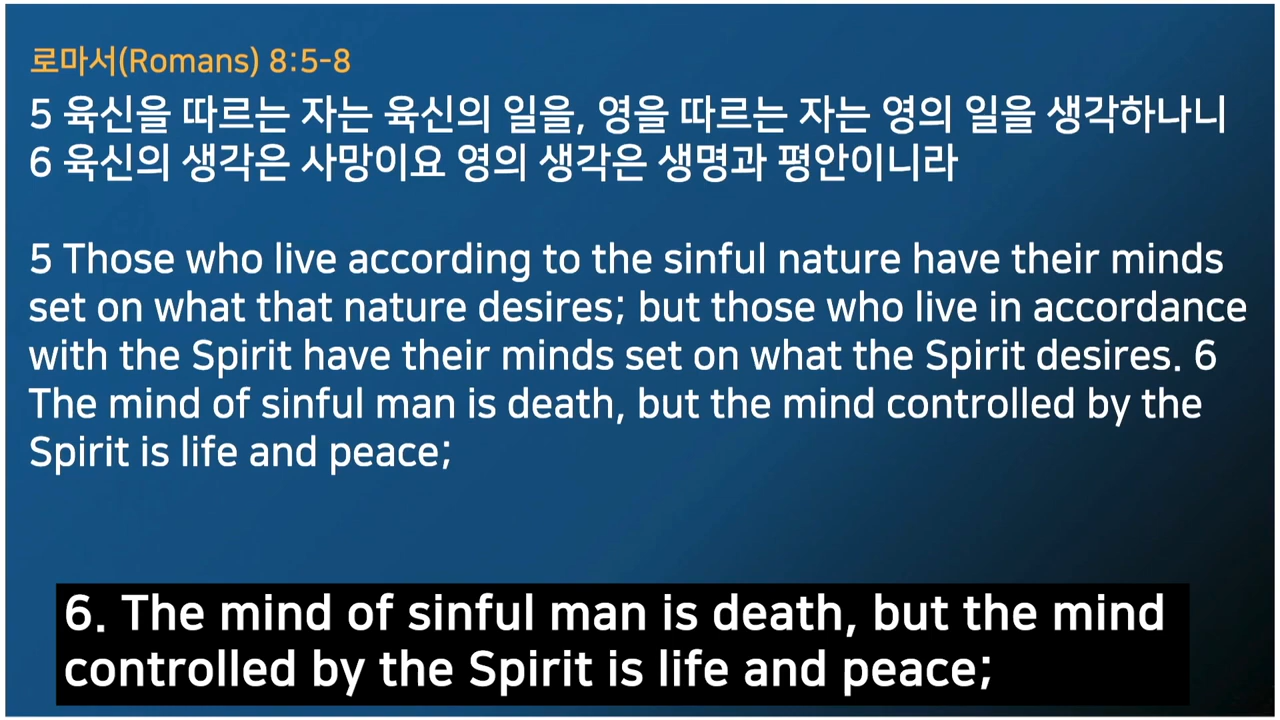 로마서(Romans) 8:5-8
5 육신을 따르는 자는 육신의 일을, 영을 따르는 자는 영의 일을 생각하나니
6 육신의 생각은 사망이요 영의 생각은 생명과 평안이니라
5 Those who live according to the sinful nature have their minds
set on what that nature desires; but those who live in accordance
with the Spirit have their minds set on what the Spirit desires. 6
The mind of sinful man is death, but the mind controlled by the
Spirit is life and peace;
6. The mind of sinful man is death, but the mind
controlled by the Spirit is life and peace;